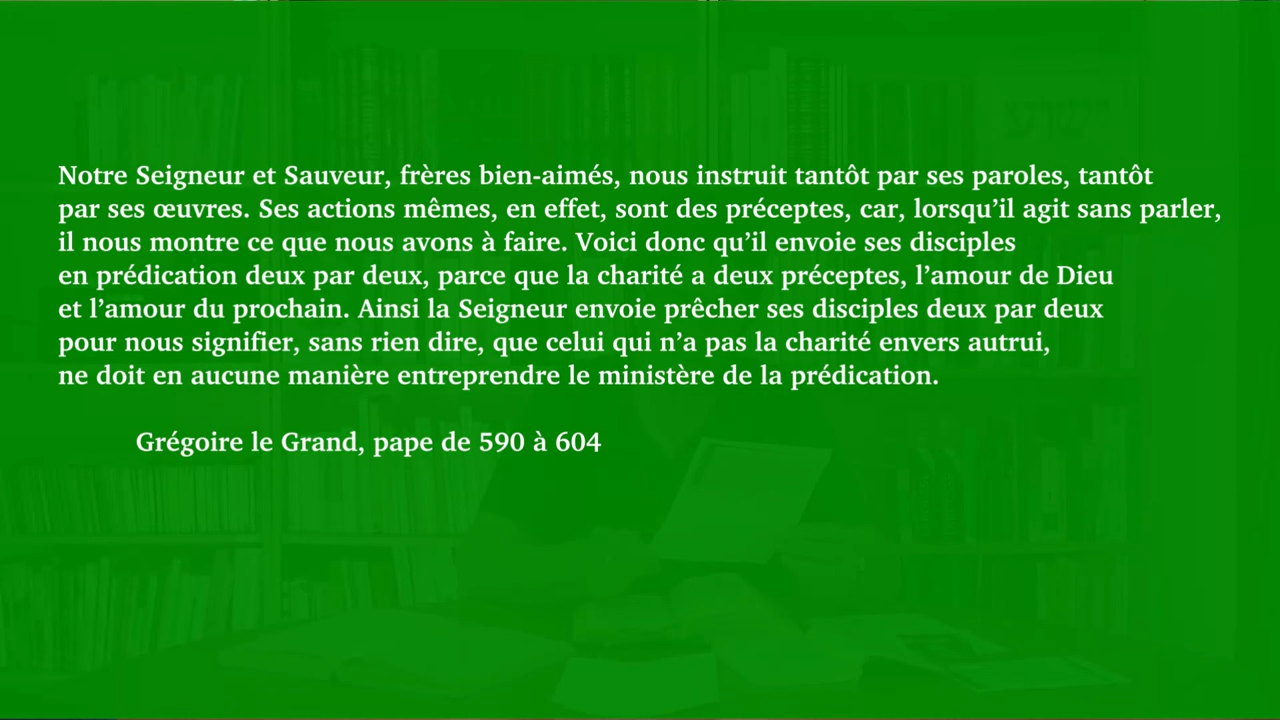 ישוע
Notre Seigneur et Sauveur, frères bien-aimés, nous instruit tantôt par ses paroles, tantôt
par ses œuvres. Ses actions mêmes, en effet, sont des préceptes, car, lorsqu’il agit sans parler,
il nous montre ce que nous avons à faire. Voici donc qu’il envoie ses disciples
en prédication deux par deux, parce que la charité a deux préceptes, l’amour de Dieu
et l’amour du prochain. Ainsi la Seigneur envoie prêcher ses disciples deux par deux
pour nous signifier, sans rien dire, que celui qui n’a pas la charité envers autrui,
ne doit en aucune manière entreprendre le ministère de la prédication.
Grégoire le Grand, pape de 590 à 604